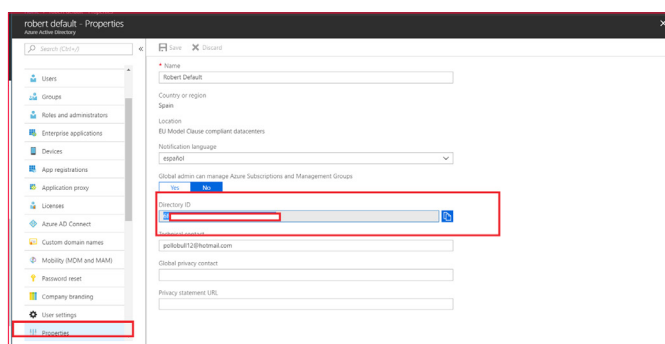 robert default - Properties
Azure Active Directory
Search (Ctrl+/)
«
Save
Discard
Users
Groups
Roles and administrators
Enterprise applications
Devices
App registrations
Application proxy
Licenses
Azure AD Connect
Custom domain names
Mobility (MDM and MAM)
Password reset
Company branding
User settings
Properties
* Name
Robert Default
Country or region
Spain
Location
EU Model Clause compliant datacenters
Notification language
español
Global admin can manage Azure Subscriptions and Management Groups
Yes No
Directory ID
Technical contact
pollobull12@hotmail.com
Global privacy contact
Privacy statement URL